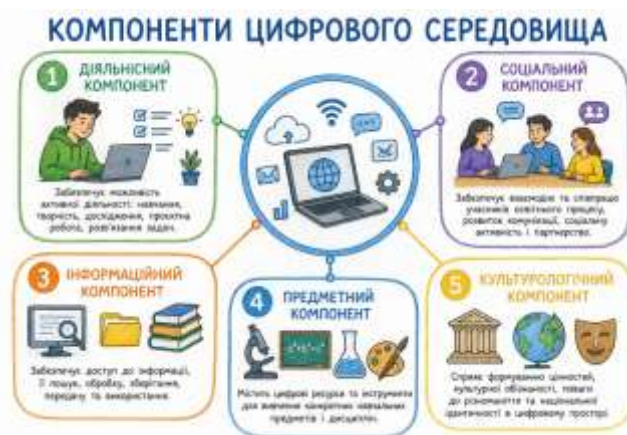 КОМПОНЕНТИ ЦИФРОВОГО СЕРЕДОВИЩА
1 ДІЯЛЬНІСНИЙ
КОМПОНЕНТ
Забезпечує можливість
активної діяльності: навчання,
творчість, дослідження, проєктна
робота, розв'язання задач.
2 СОЦІАЛЬНИЙ
КОМПОНЕНТ
Забезпечує взаємодію та співпрацю
учасників освітнього процесу,
розвиток комунікації, соціальну
активність і партнерство.
3 ІНФОРМАЦІЙНИЙ
КОМПОНЕНТ
Забезпечує доступ до інформації,
її пошук, обробку, зберігання,
передачу та використання.
4 ПРЕДМЕТНИЙ
КОМПОНЕНТ
Містить цифрові ресурси та інструменти
для вивчення конкретних навчальних
предметів і дисциплін.
5 КУЛЬТУРОЛОГІЧНИЙ
КОМПОНЕНТ
Сприяє формуванню цінностей,
культурної обізнаності, поваги
до різноманіття та національної
ідентичності в цифровому просторі.